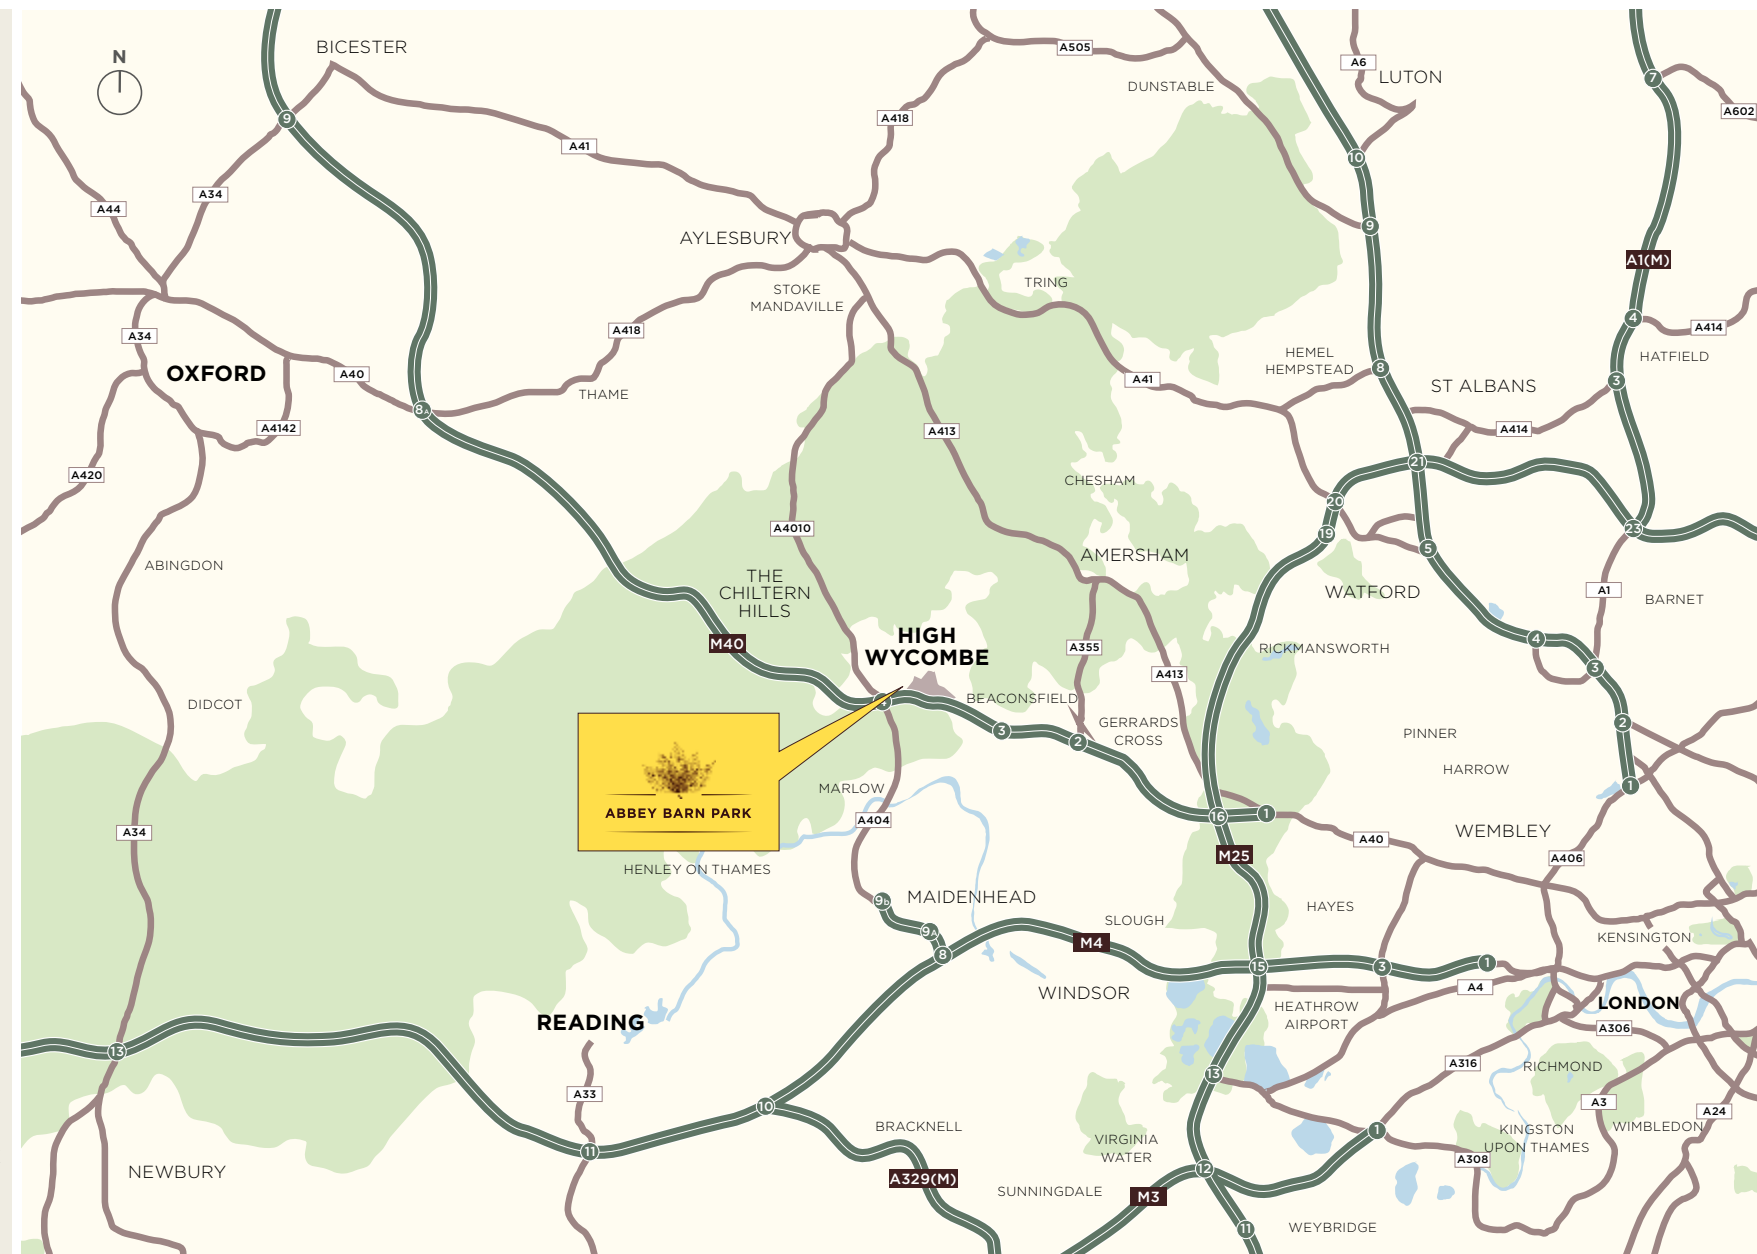 N
BICESTER
A505
A6
LUTON
7
DUNSTABLE
A602
9
A418
A41
10
A34
A44
9
AYLESBURY
A1(M)
TRING
STOKE
MANDAVILLE
4
A414
A34
A418
HEMEL
HEMPSTEAD
HATFIELD
OXFORD
A40
8
A41
3
ST ALBANS
THAME
8A
A4142
A413
A414
21
A420
CHESHAM
20
A4010
23
19
5
ABINGDON
AMERSHAM
THE
CHILTERN
HILLS
WATFORD
A1
BARNET
HIGH
WYCOMBE
M40
A355
RICKMANSWORTH
4
3
A413
DIDCOT
4
BEACONSFIELD
GERRARDS
CROSS
3
2
2
PINNER
HARROW
MARLOW
1
ABBEY BARN PARK
A404
16
1
A34
A40
WEMBLEY
M25
A406
HENLEY ON THAMES
9b
MAIDENHEAD
HAYES
SLOUGH
9A
M4
KENSINGTON
8
15
3
1
WINDSOR
A4
LONDON
HEATHROW
AIRPORT
READING
A306
13
A316
RICHMOND
13
A33
A3
A24
10
BRACKNELL
1
KINGSTON
UPON THAMES
WIMBLEDON
VIRGINIA
WATER
11
A308
12
NEWBURY
A329(M)
SUNNINGDALE
M3
11
WEYBRIDGE